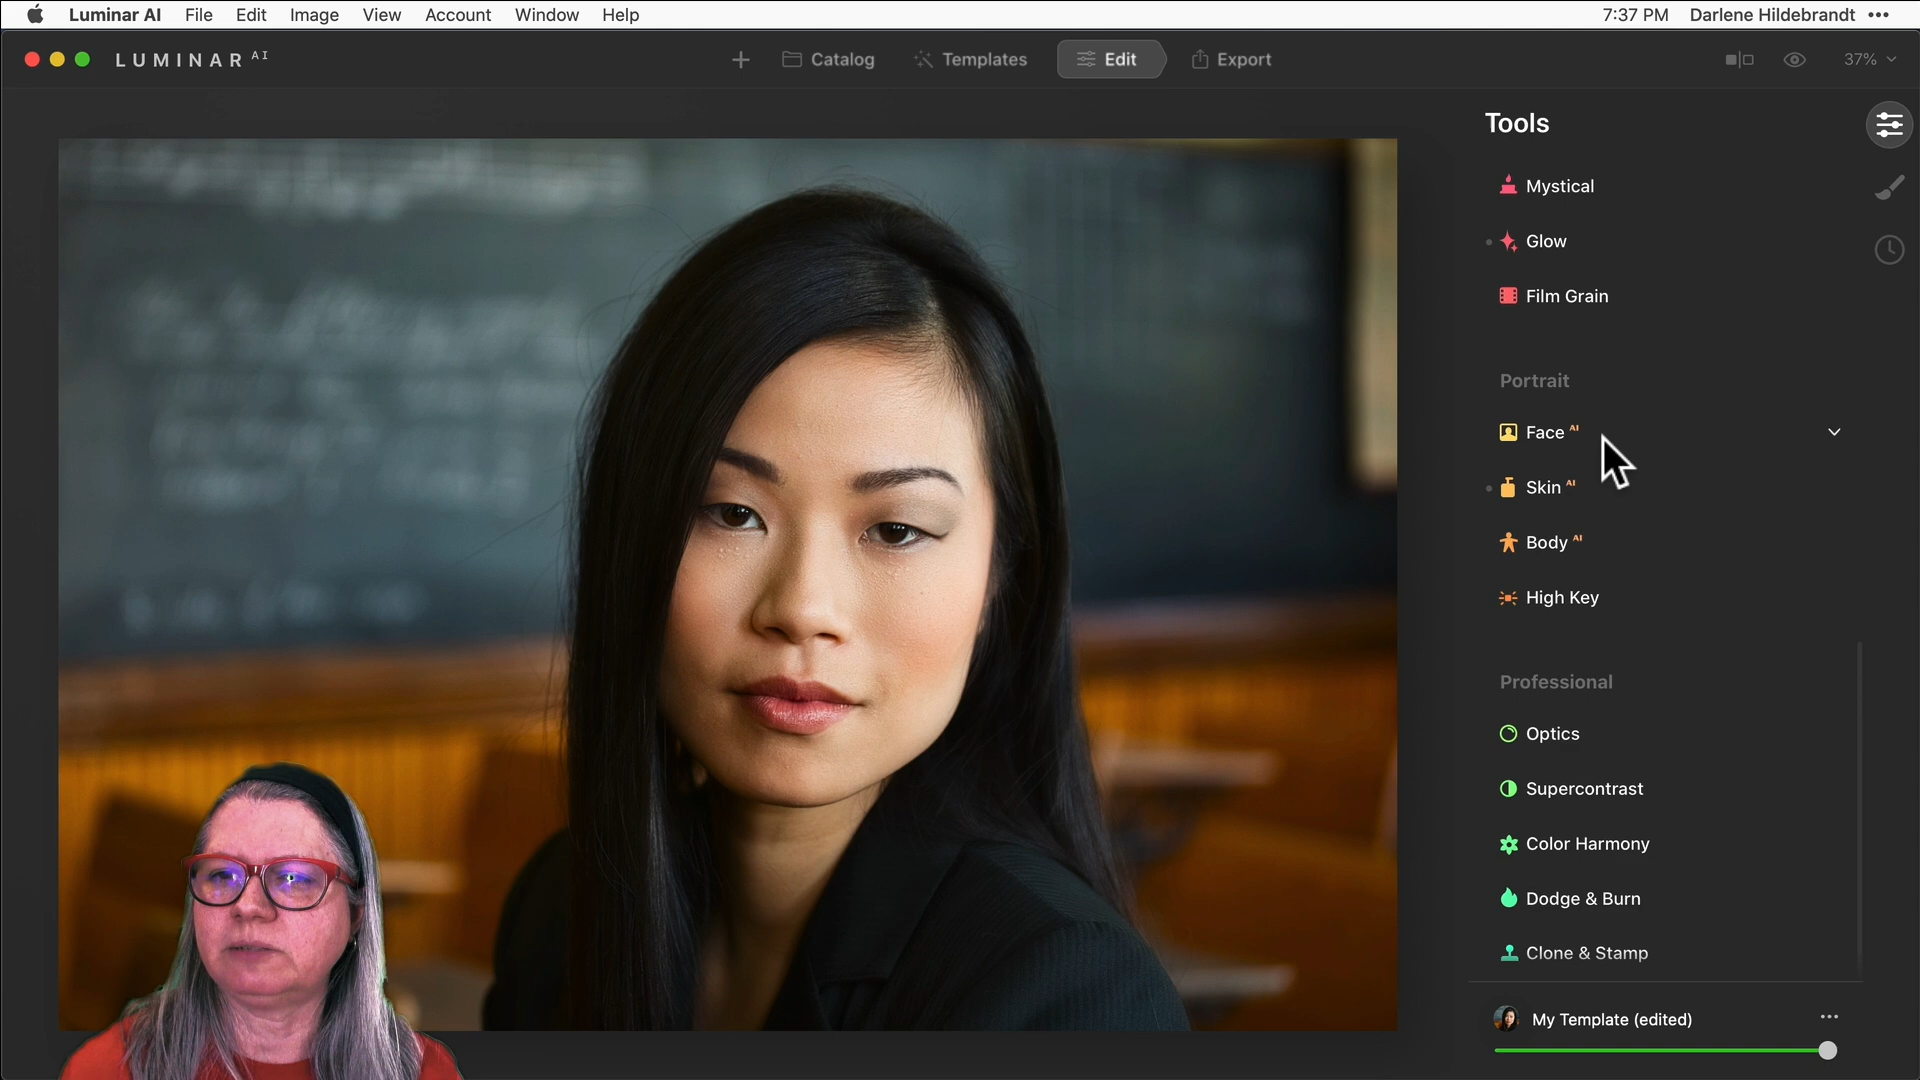 Luminar AI File Edit Image View Account Window Help 7:37 PM Darlene Hildebrandt
LUMINAR AI Catalog Templates Edit Export 37%
Tools
Mystical
Glow
Film Grain
Portrait
Face AI
Skin AI
Body AI
High Key
Professional
Optics
Supercontrast
Color Harmony
Dodge & Burn
Clone & Stamp
My Template (edited)